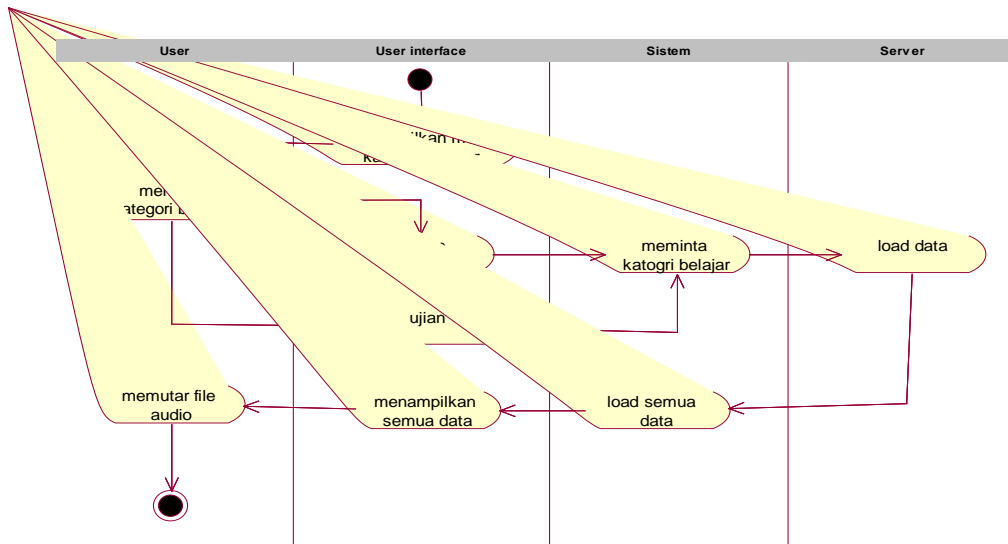 User
User interface
Sistem
Server
meminta
katogri belajar
load data
ujian
memutar file
audio
menampilkan
semua data
load semua
data